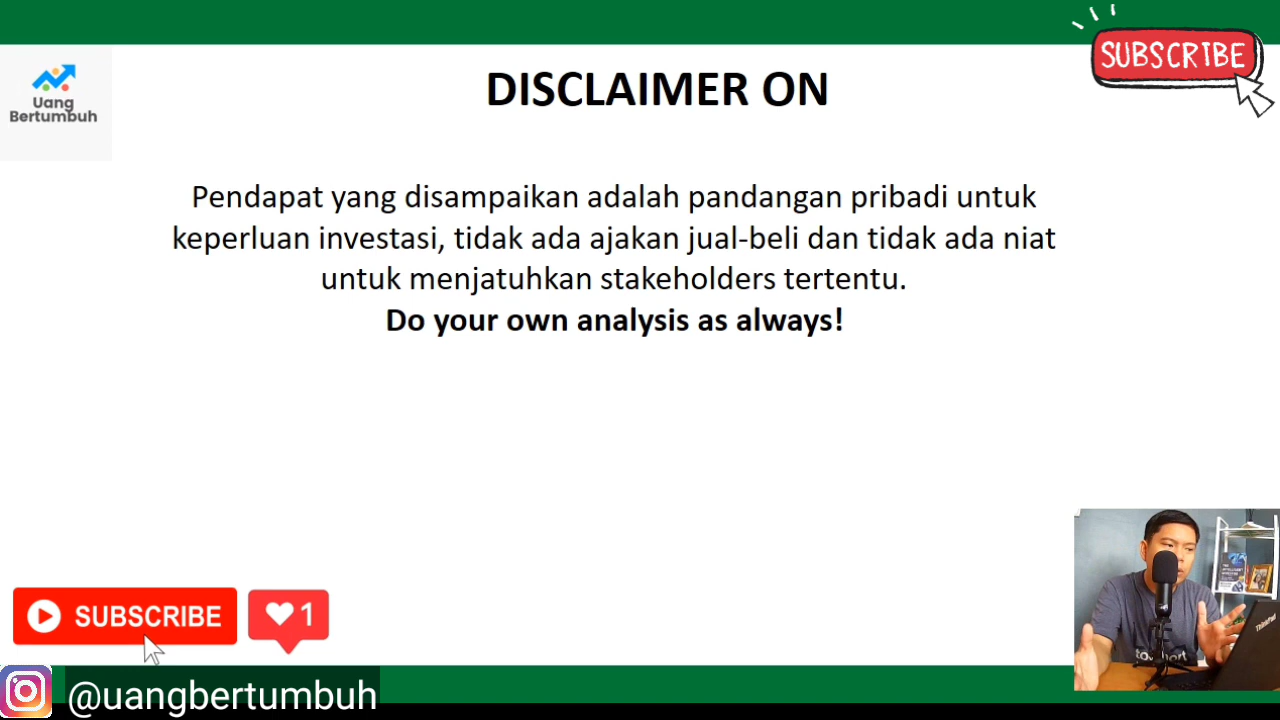 SUBSCRIBE
Uang
Bertumbuh
DISCLAIMER ON
Pendapat yang disampaikan adalah pandangan pribadi untuk
keperluan investasi, tidak ada ajakan jual-beli dan tidak ada niat
untuk menjatuhkan stakeholders tertentu.
Do your own analysis as always!
SUBSCRIBE
1
ThinkPad
@uangbertumbuh